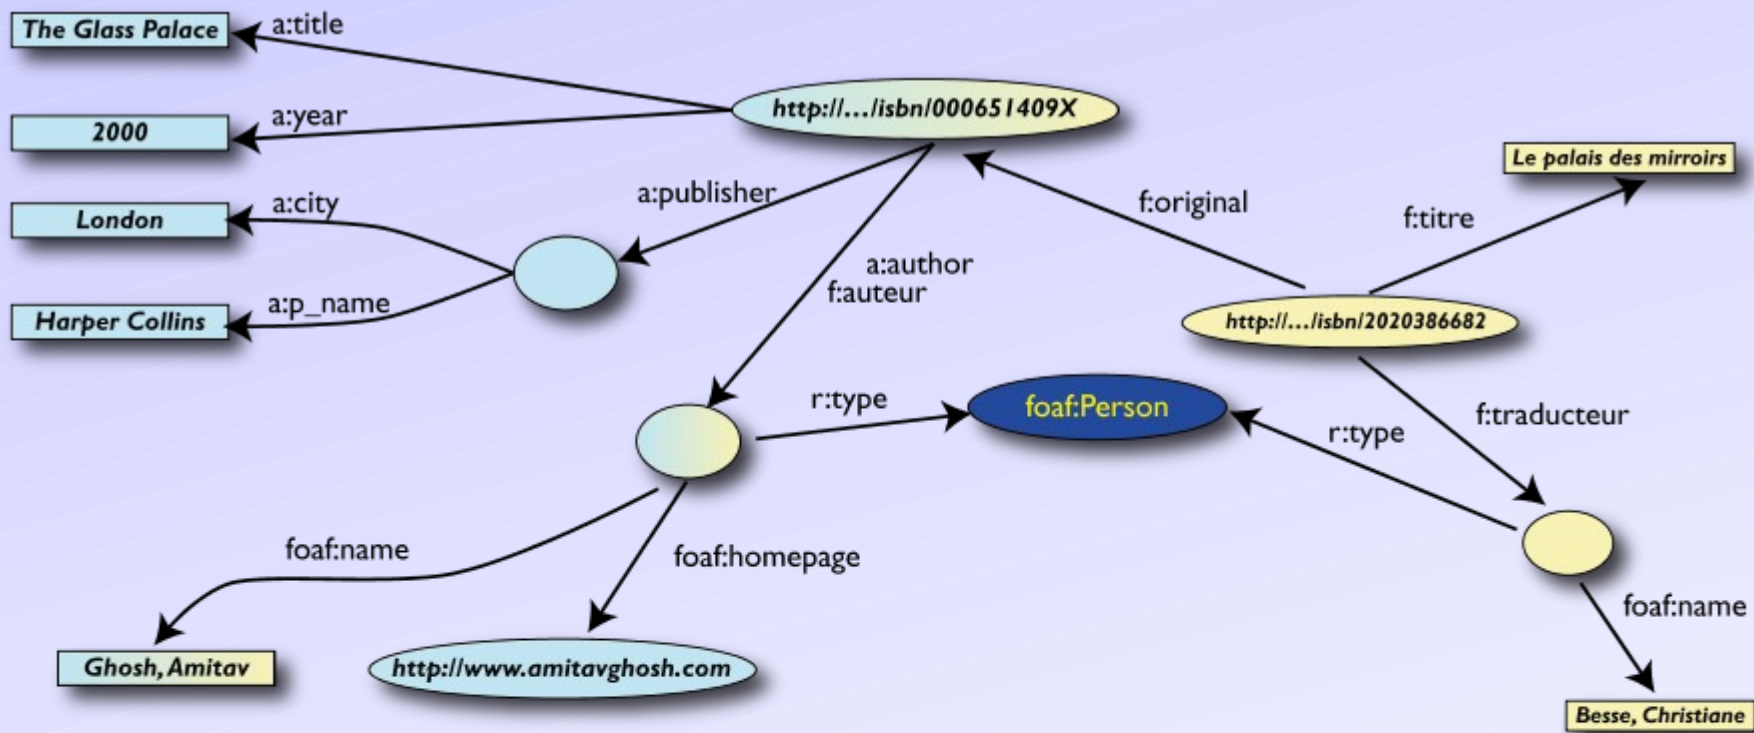 The Glass Palace
a:title
http://…/isbn/000651409X
2000
a:year
Le palais des mirroirs
a:publisher
f:original
f:titre
London
a:city
a:author
f:auteur
Harper Collins
a:p_name
http://…/isbn/2020386682
r:type
foaf:Person
r:type
f:traducteur
foaf:name
foaf:homepage
foaf:name
Ghosh, Amitav
http://www.amitavghosh.com
Besse, Christiane